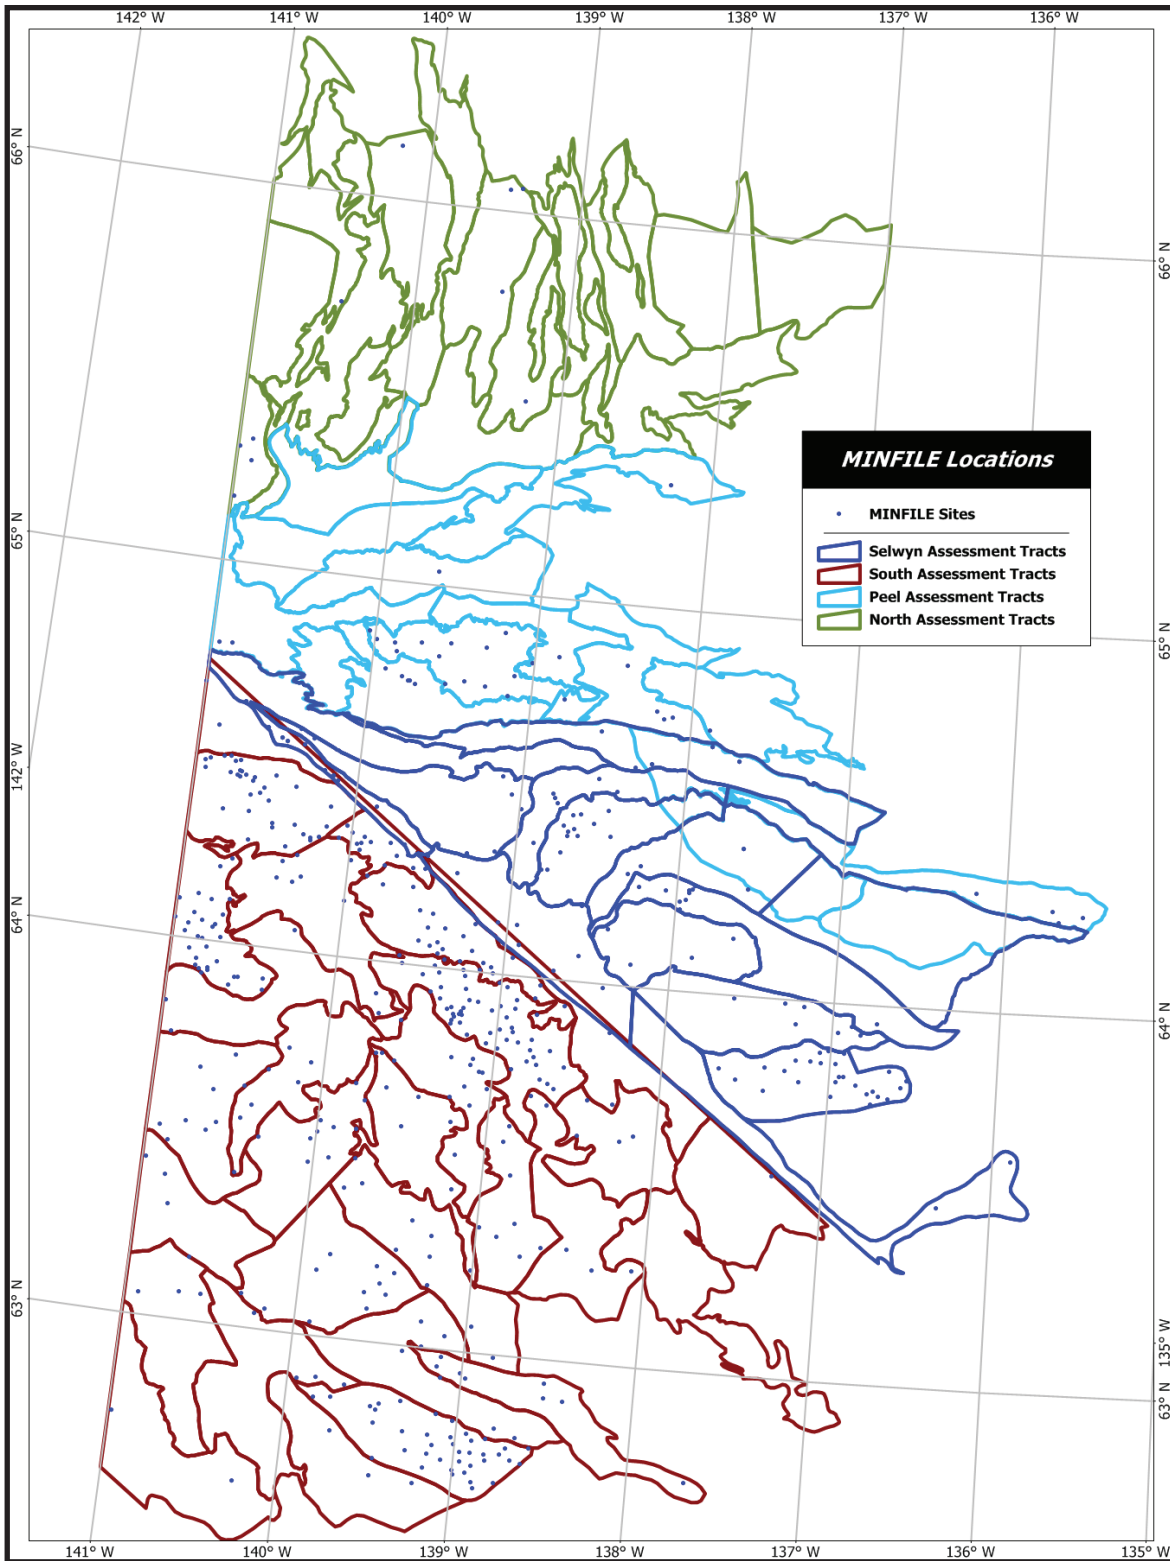 142° W 141° W 140° W 139° W 138° W 137° W 136° W
66° N
66° N
MINFILE Locations
MINFILE Sites
Selwyn Assessment Tracts
South Assessment Tracts
Peel Assessment Tracts
North Assessment Tracts
65° N
65° N
142° W
64° N
64° N
63° N
135° W
63° N
141° W 140° W 139° W 138° W 137° W 136° W 135° W